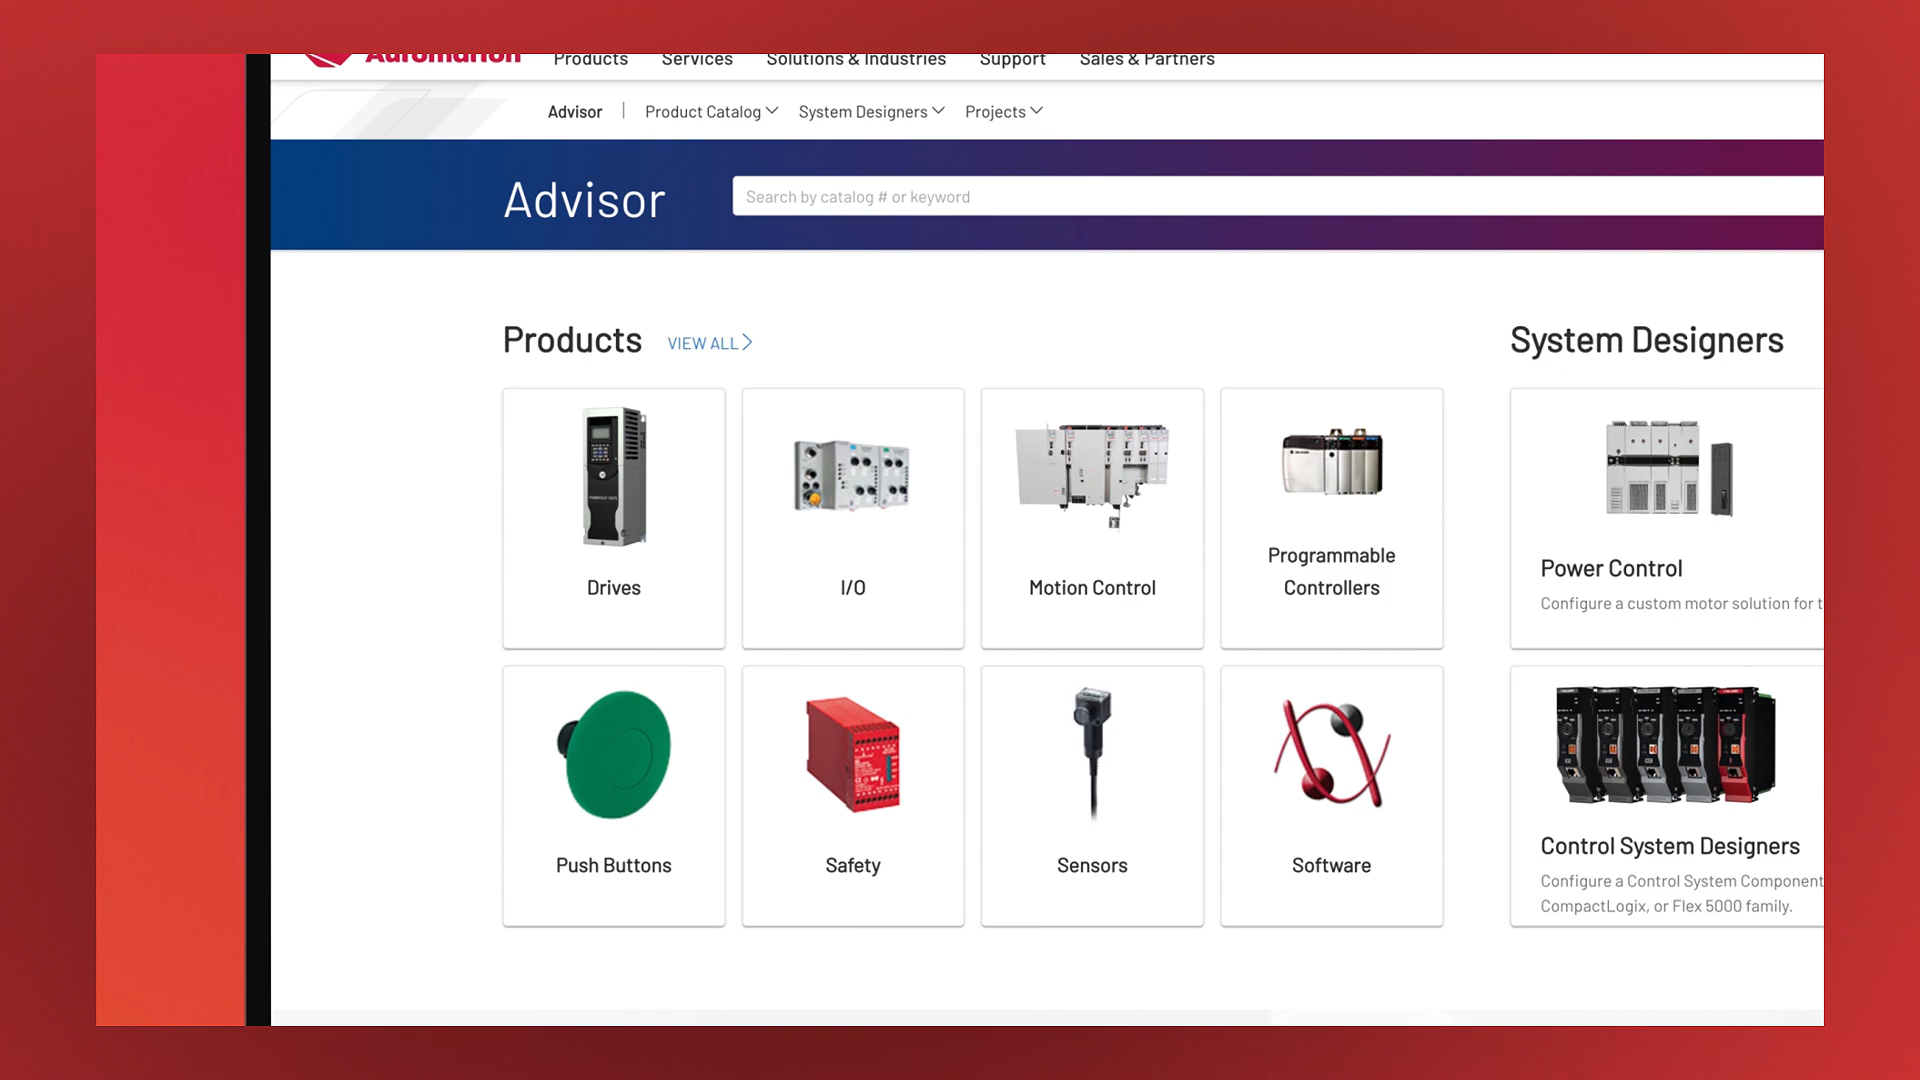 Automation
Products Services Solutions & Industries Support Sales & Partners
Advisor | Product Catalog System Designers Projects
Advisor
Search by catalog # or keyword
Products VIEW ALL
System Designers
Drives
I/O
Motion Control
Programmable
Controllers
Power Control
Configure a custom motor solution for t
Push Buttons
Safety
Sensors
Software
Control System Designers
Configure a Control System Component
CompactLogix, or Flex 5000 family.